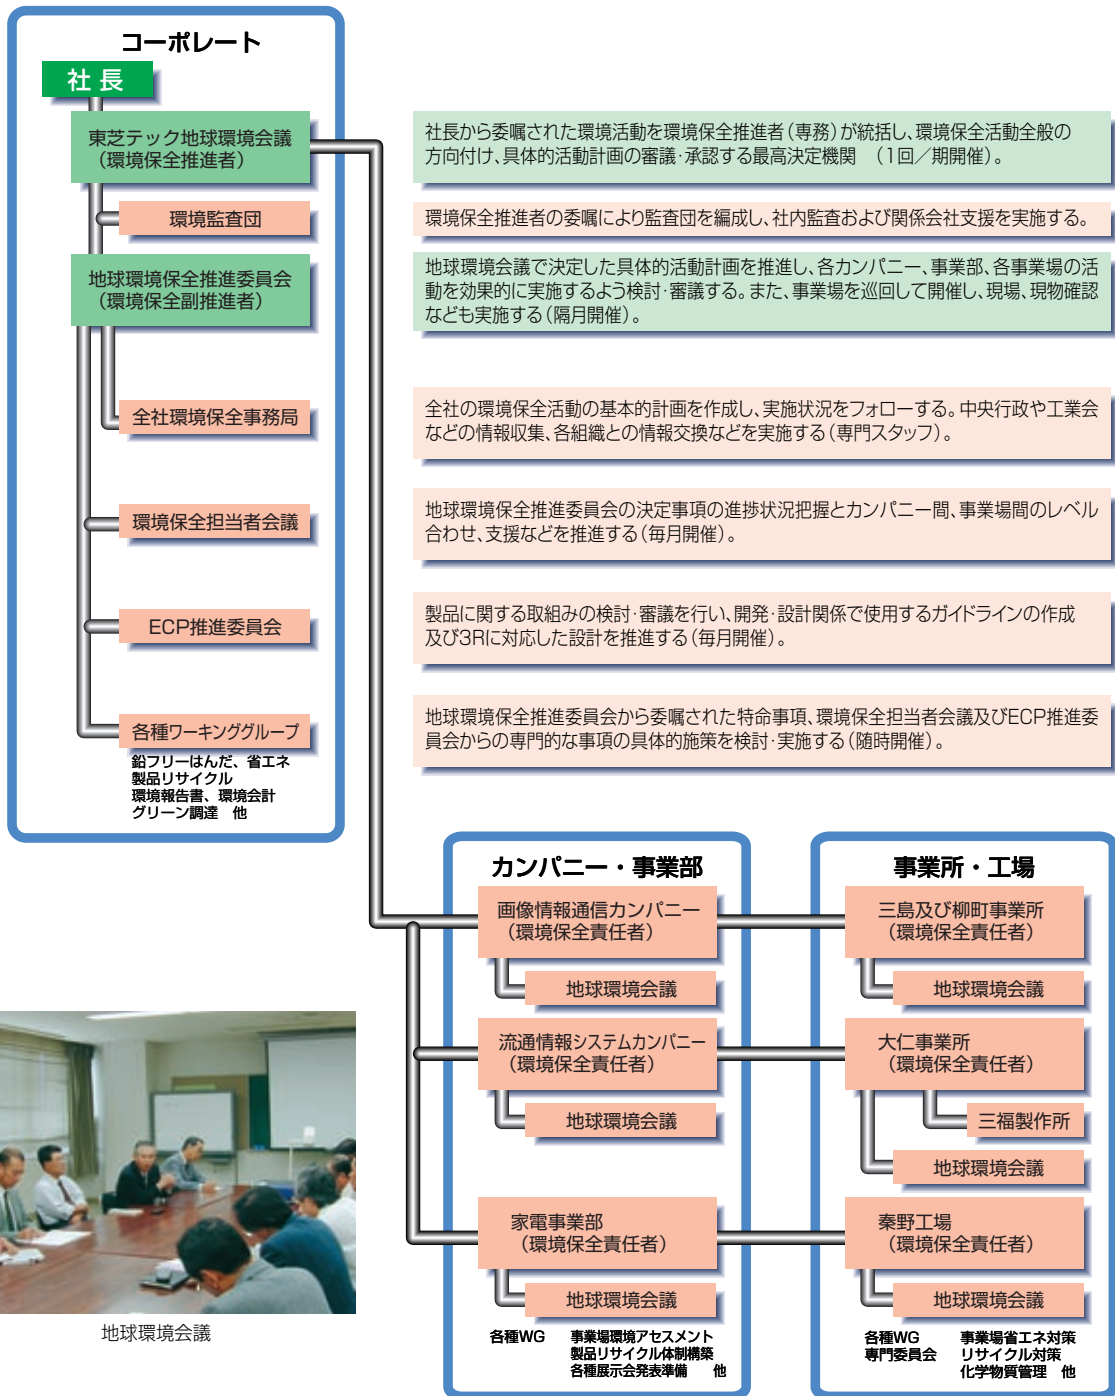 コーポレート
社 長
東芝テック地球環境会議
（環境保全推進者）
社長から委嘱された環境活動を環境保全推進者（専務）が統括し、環境保全活動全般の
方向付け、具体的活動計画の審議・承認する最高決定機関　（1回／期開催）。
環境監査団
環境保全推進者の委嘱により監査団を編成し、社内監査および関係会社支援を実施する。
地球環境保全推進委員会
（環境保全副推進者）
地球環境会議で決定した具体的活動計画を推進し、各カンパニー、事業部、各事業場の活
動を効果的に実施するよう検討・審議する。また、事業場を巡回して開催し、現場、現物確認
なども実施する（隔月開催）。
全社環境保全事務局
全社の環境保全活動の基本的計画を作成し、実施状況をフォローする。中央行政や工業会
などの情報収集、各組織との情報交換などを実施する（専門スタッフ）。
環境保全担当者会議
地球環境保全推進委員会の決定事項の進捗状況把握とカンパニー間、事業場間のレベル
合わせ、支援などを推進する（毎月開催）。
ECP推進委員会
製品に関する取組みの検討・審議を行い、開発・設計関係で使用するガイドラインの作成
及び3Rに対応した設計を推進する（毎月開催）。
各種ワーキンググループ
鉛フリーはんだ、省エネ
製品リサイクル
環境報告書、環境会計
グリーン調達　他
地球環境保全推進委員会から委嘱された特命事項、環境保全担当者会議及びECP推進委
員会からの専門的な事項の具体的施策を検討・実施する（随時開催）。
カンパニー・事業部
画像情報通信カンパニー
（環境保全責任者）
地球環境会議
流通情報システムカンパニー
（環境保全責任者）
地球環境会議
家電事業部
（環境保全責任者）
地球環境会議
各種WG　事業場環境アセスメント
製品リサイクル体制構築
各種展示会発表準備　他
事業所・工場
三島及び柳町事業所
（環境保全責任者）
地球環境会議
大仁事業所
（環境保全責任者）
三福製作所
地球環境会議
秦野工場
（環境保全責任者）
地球環境会議
各種WG　事業場省エネ対策
専門委員会　リサイクル対策
化学物質管理　他
地球環境会議